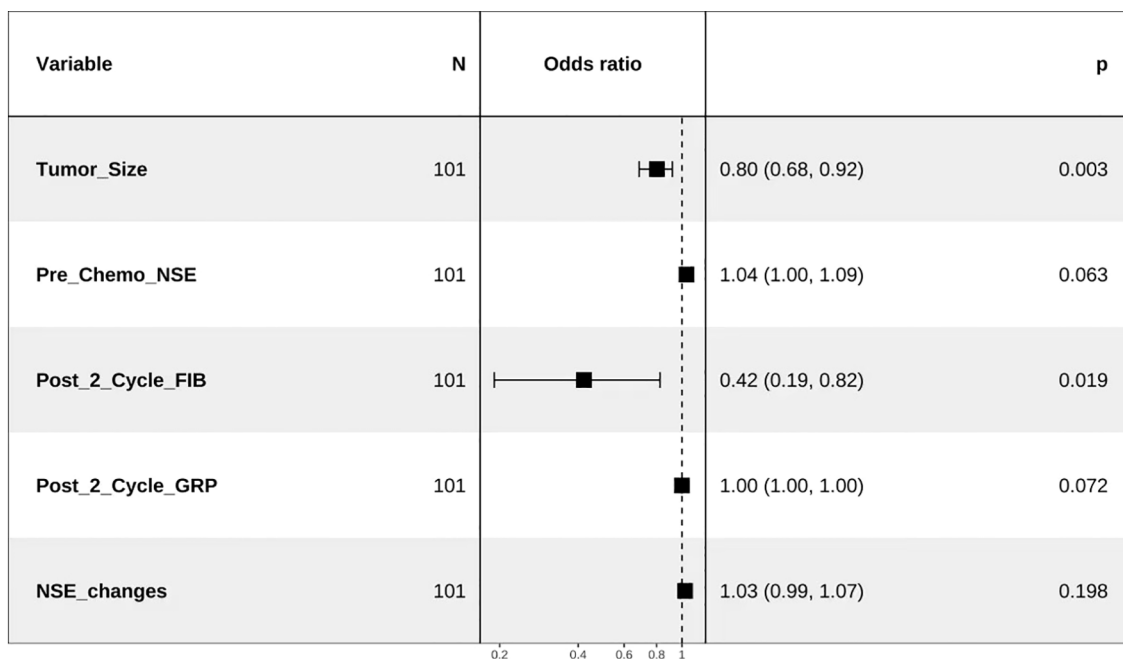 Variable N Odds ratio p
Tumor_Size 101 0.80 (0.68, 0.92) 0.003
Pre_Chemo_NSE 101 1.04 (1.00, 1.09) 0.063
Post_2_Cycle_FIB 101 0.42 (0.19, 0.82) 0.019
Post_2_Cycle_GRP 101 1.00 (1.00, 1.00) 0.072
NSE_changes 101 1.03 (0.99, 1.07) 0.198
0.2 0.4 0.6 0.8 1